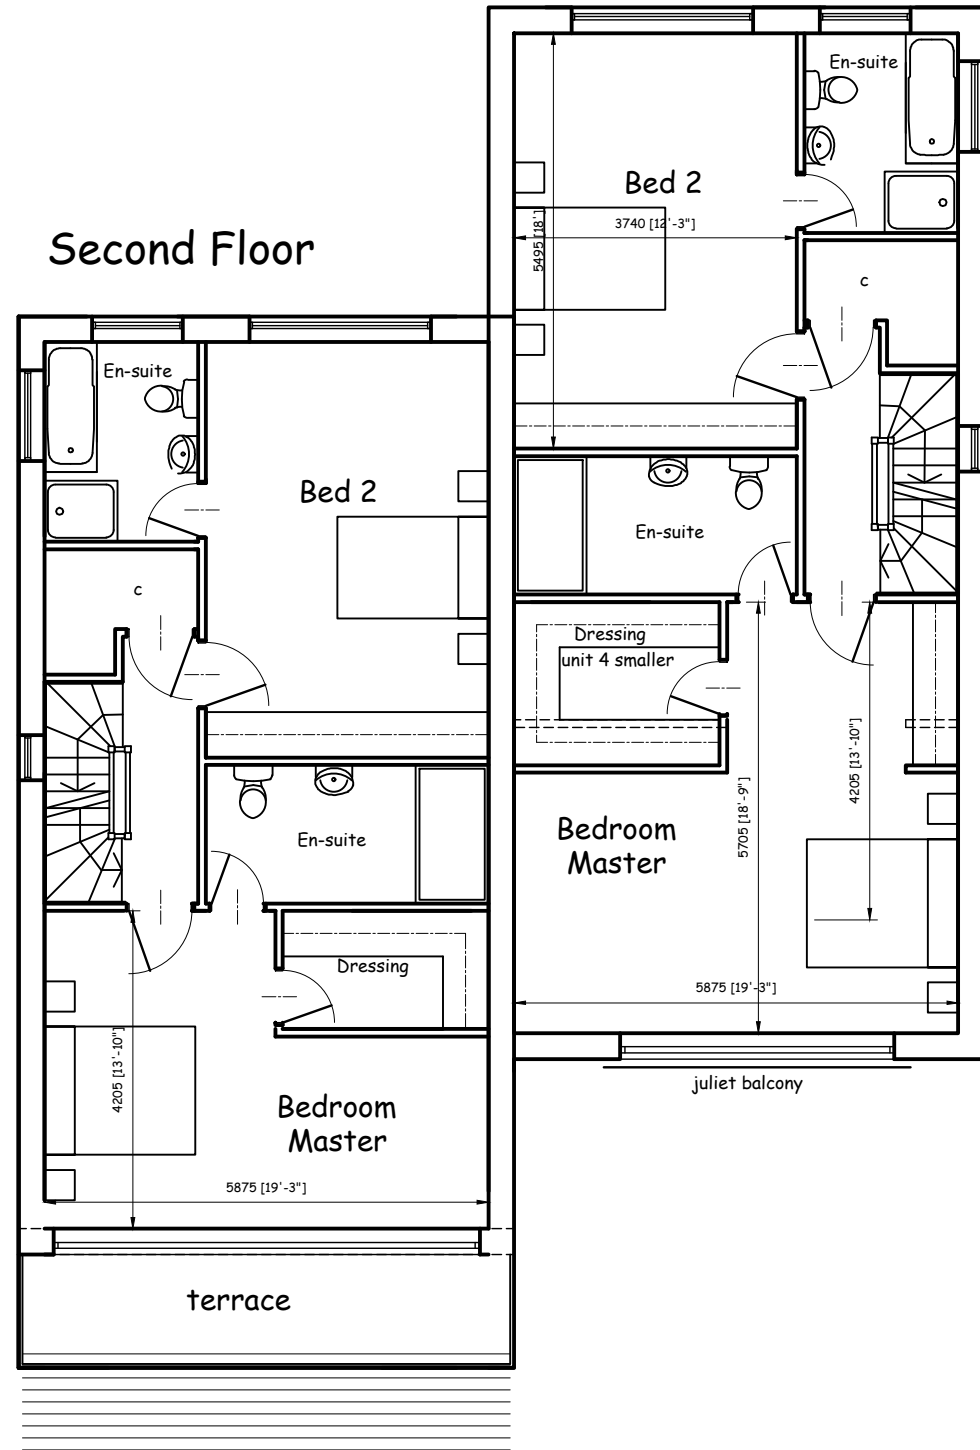 En-suite
Bed 2
3740 [12'-3"]
5495 [18']
Second Floor
c
En-suite
Bed 2
En-suite
c
Dressing
unit 4 smaller
4205 [13'-10"]
5705 [18'-9"]
Bedroom
Master
En-suite
Dressing
5875 [19'-3"]
juliet balcony
4205 [13'-10"]
Bedroom
Master
5875 [19'-3"]
terrace